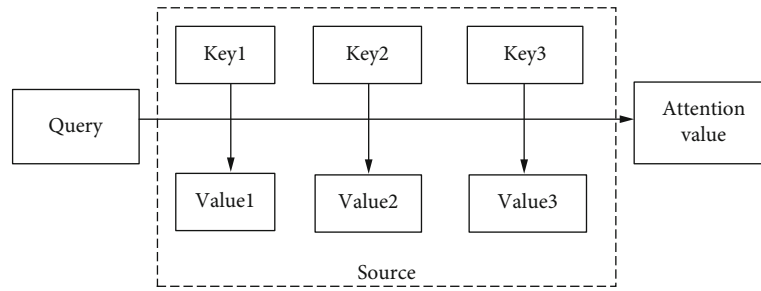 Key1
Key2
Key3
Query
Attention
value
Value1
Value2
Value3
Source